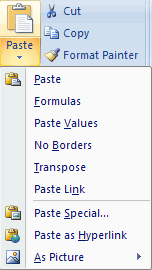 Cut
Copy
Paste
Format Painter
Paste
Formulas
Paste Values
No Borders
Transpose
Paste Link
Paste Special...
Paste as Hyperlink
As Picture